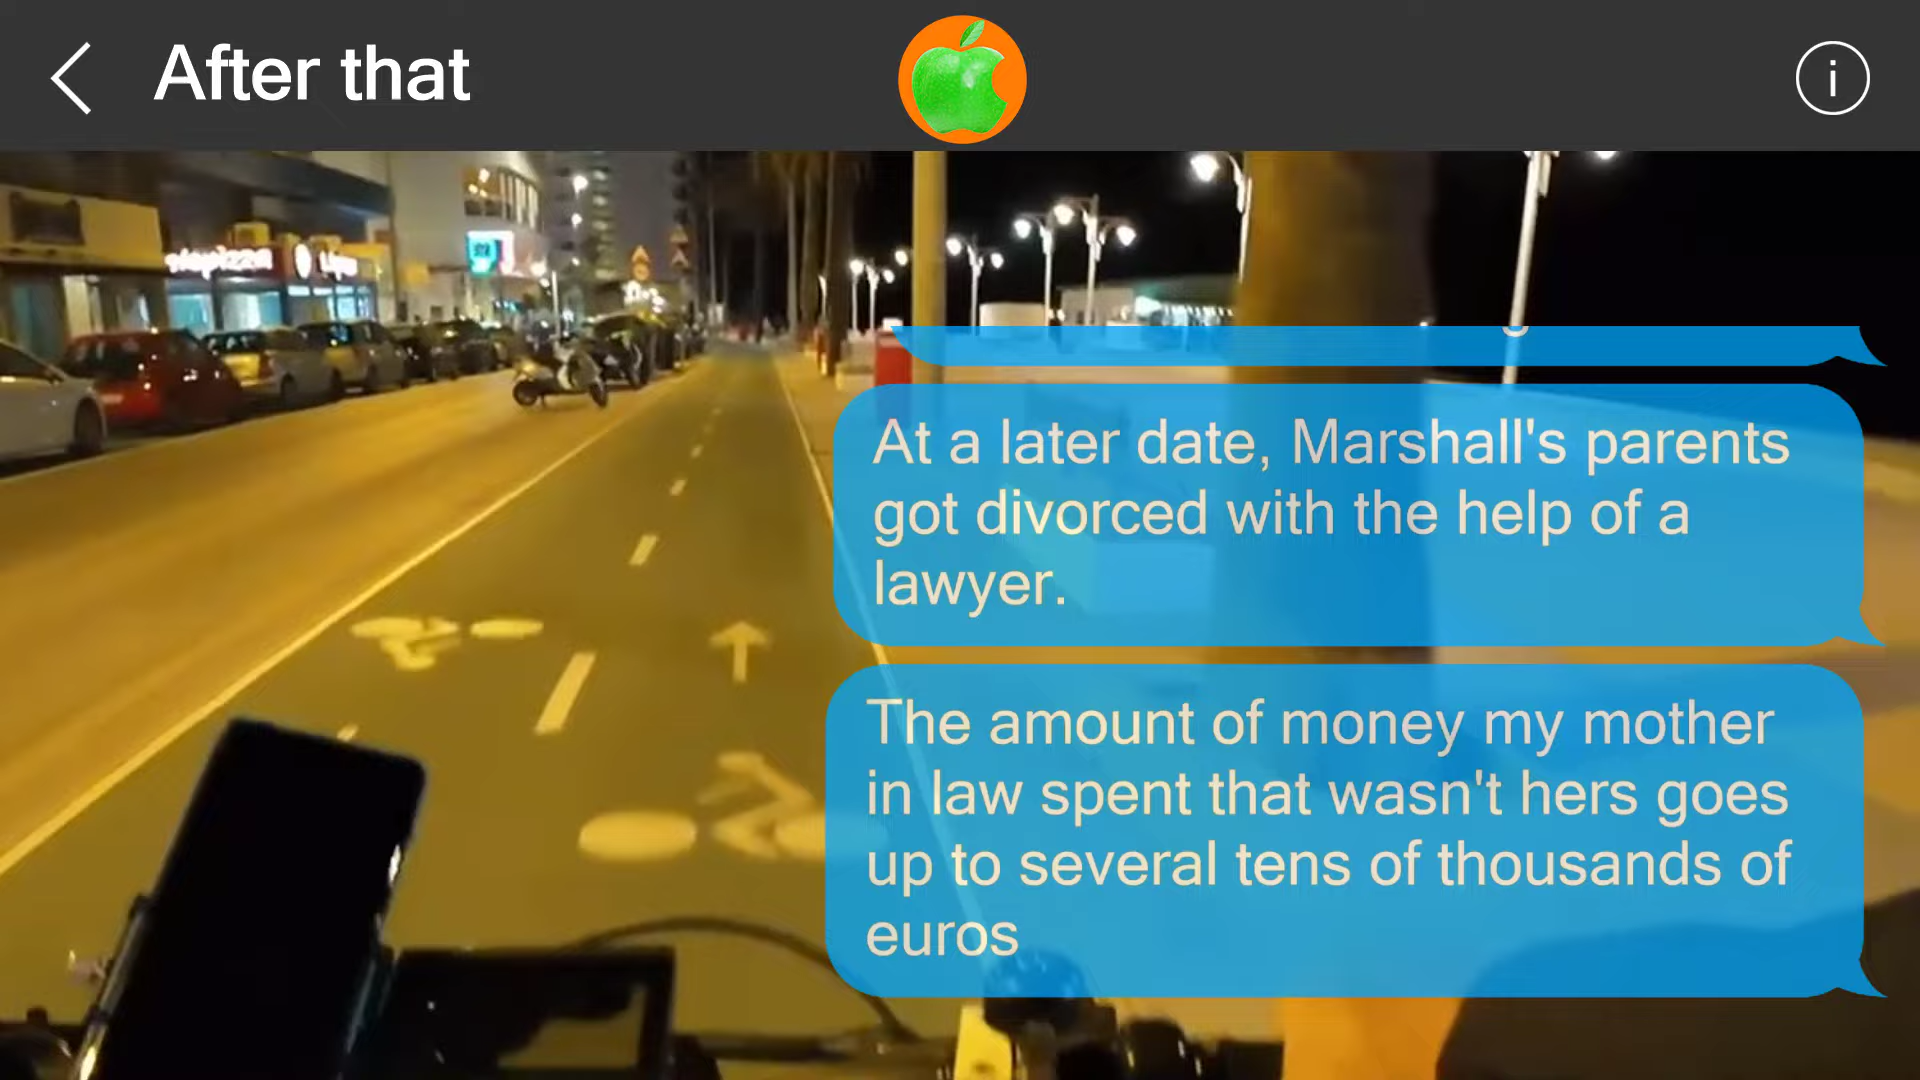 After that
At a later date, Marshall's parents
got divorced with the help of a
lawyer.
The amount of money my mother
in law spent that wasn't hers goes
up to several tens of thousands of
euros